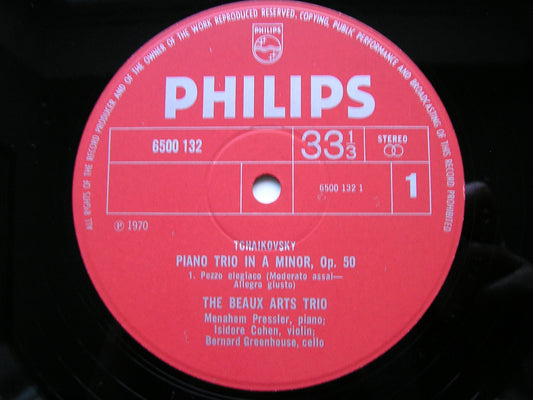 ALL RIGHTS OF THE RECORD PRODUCER AND OF THE OWNER OF THE WORK REPRODUCED RESERVED, COPYING, PUBLIC PERFORMANCE AND BROADCASTING OF THIS RECORD PROHIBITED
PHILIPS
PHILIPS
6500 132
33 1/3
STEREO
6500 132 1
1
℗ 1970
TCHAIKOVSKY
PIANO TRIO IN A MINOR, Op. 50
1. Pezzo elegiaco (Moderato assai—
Allegro giusto)
THE BEAUX ARTS TRIO
Menahem Pressler, piano;
Isidore Cohen, violin;
Bernard Greenhouse, cello